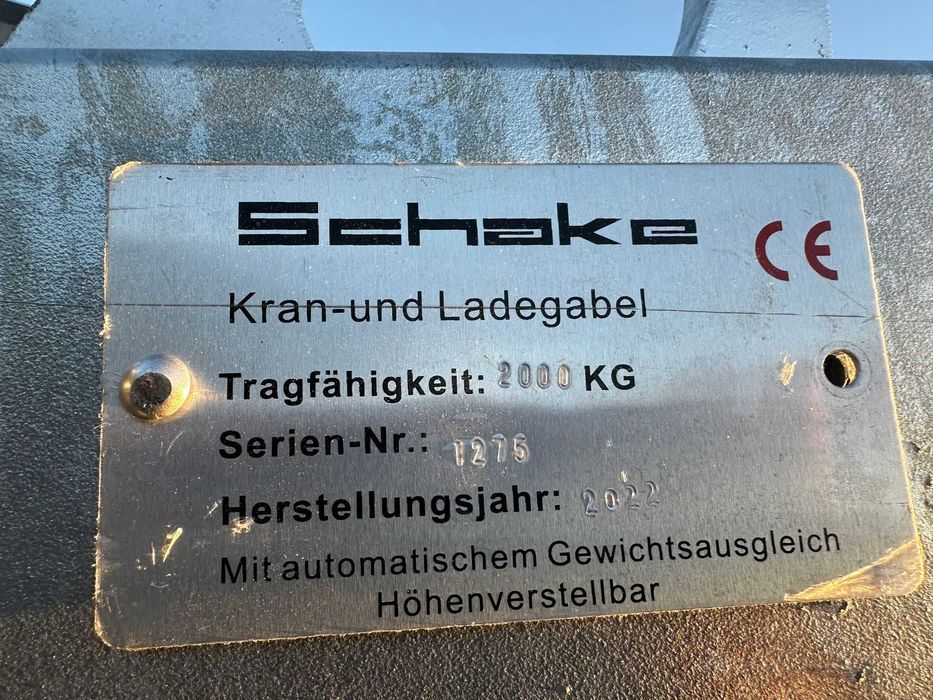 Schake
CE
Kran-und Ladegabel
Tragfähigkeit: 2000 KG
Serien-Nr.: 1275
Herstellungsjahr: 2022
Mit automatischem Gewichtsausgleich
Höhenverstellbar